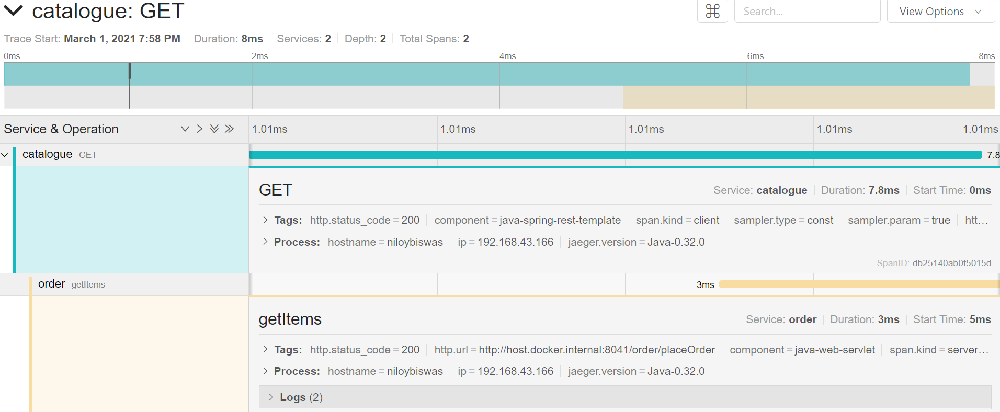 catalogue: GET
Search...
View Options
Trace Start: March 1, 2021 7:58 PM Duration: 8ms Services: 2 Depth: 2 Total Spans: 2
0ms 2ms 4ms 6ms 8ms
Service & Operation 1.01ms 1.01ms 1.01ms 1.01ms 1.01ms
catalogue GET 7.8
GET Service: catalogue Duration: 7.8ms Start Time: 0ms
Tags: http.status_code = 200 component = java-spring-rest-template span.kind = client sampler.type = const sampler.param = true htt...
Process: hostname = niloybiswas ip = 192.168.43.166 jaeger.version = Java-0.32.0
SpanID: db25140ab0f5015d
order getItems 3ms
getItems Service: order Duration: 3ms Start Time: 5ms
Tags: http.status_code = 200 http.url = http://host.docker.internal:8041/order/placeOrder component = java-web-servlet span.kind = server...
Process: hostname = niloybiswas ip = 192.168.43.166 jaeger.version = Java-0.32.0
Logs (2)